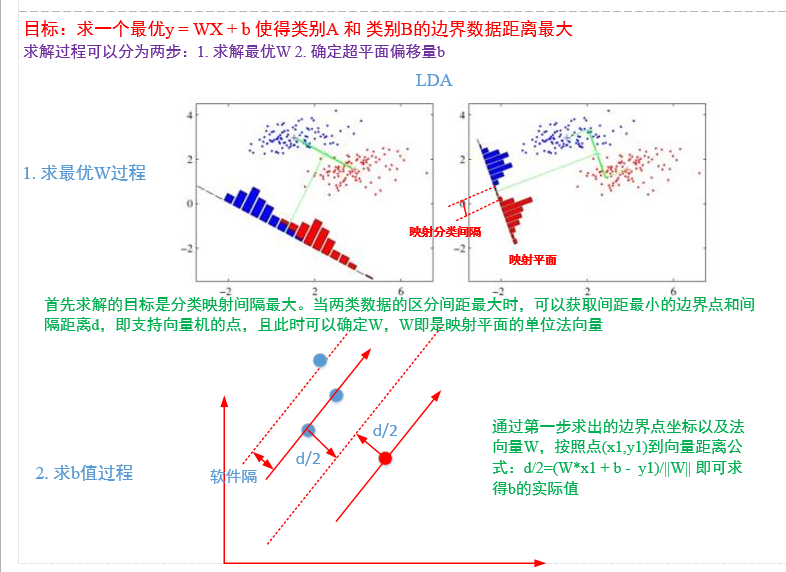 目标：求一个最优y = WX + b 使得类别A 和 类别B的边界数据距离最大
求解过程可以分为两步：1. 求解最优W 2. 确定超平面偏移量b
LDA
1. 求最优W过程
4
2
0
−2
−2
2
6
4
2
0
−2
−2
2
6
映射分类间隔
映射平面
首先求解的目标是分类映射间隔最大。当两类数据的区分间距最大时，可以获取间距最小的边界点和间
隔距离d，即支持向量机的点，且此时可以确定W，W即是映射平面的单位法向量
2. 求b值过程
软件隔
d/2
d/2
通过第一步求出的边界点坐标以及法
向量W，按照点(x1,y1)到向量距离公
式：d/2=(W*x1 + b - y1)/||W|| 即可求
得b的实际值